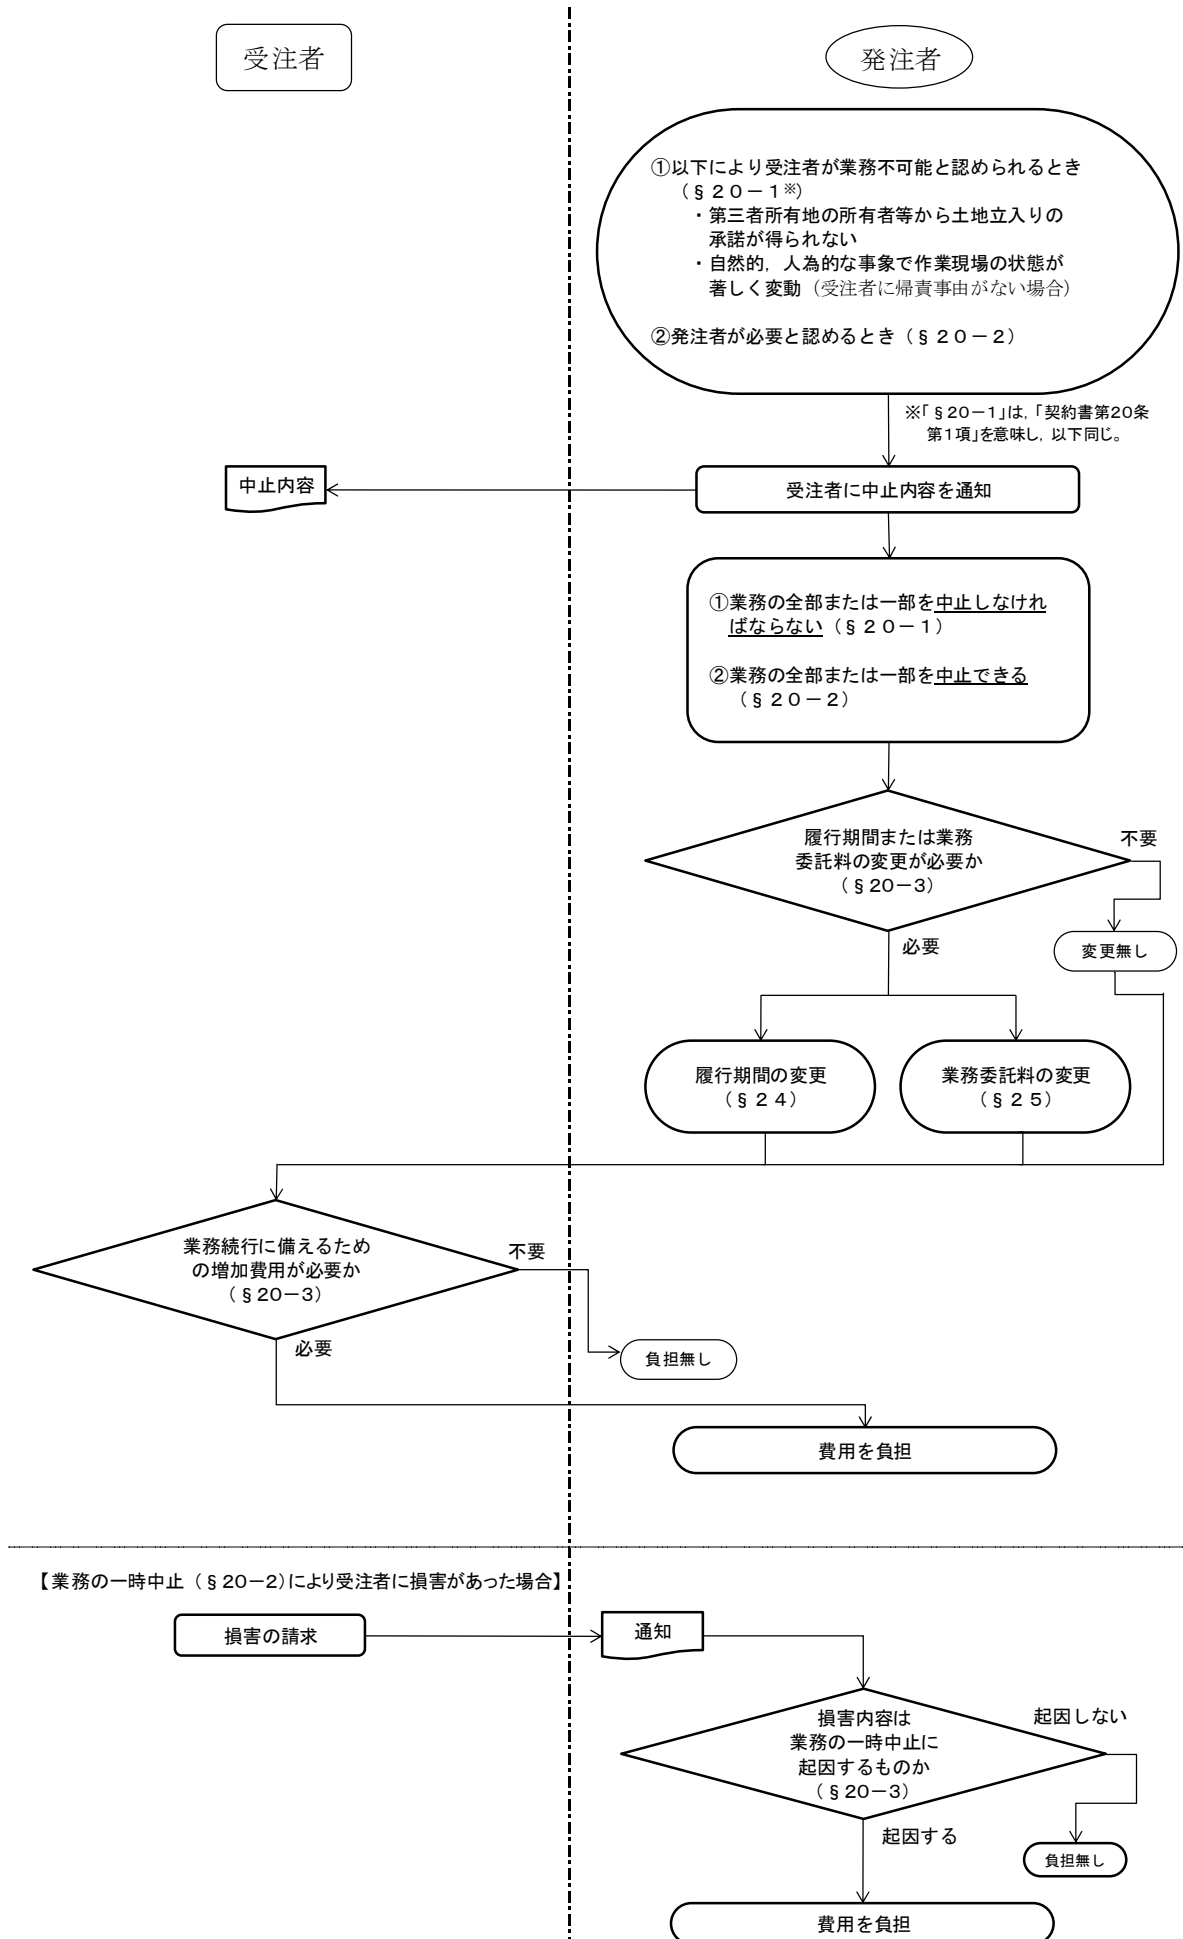 受注者
発注者
①以下により受注者が業務不可能と認められるとき
（§２０－１※）
・第三者所有地の所有者等から土地立入りの
承諾が得られない
・自然的，人為的な事象で作業現場の状態が
著しく変動（受注者に帰責事由がない場合）
②発注者が必要と認めるとき（§２０－２）
※「§20－1」は，「契約書第20条
第１項」を意味し，以下同じ。
中止内容
受注者に中止内容を通知
①業務の全部または一部を中止しなけれ
ばならない（§２０－１）
②業務の全部または一部を中止できる
（§２０－２）
履行期間または業務
委託料の変更が必要か
（§20－3）
不要
必要
変更無し
履行期間の変更
（§２４）
業務委託料の変更
（§２５）
業務続行に備えるため
の増加費用が必要か
（§20－3）
不要
必要
負担無し
費用を負担
【業務の一時中止（§20－2）により受注者に損害があった場合】
損害の請求
通知
損害内容は
業務の一時中止に
起因するものか
（§20－3）
起因しない
起因する
負担無し
費用を負担